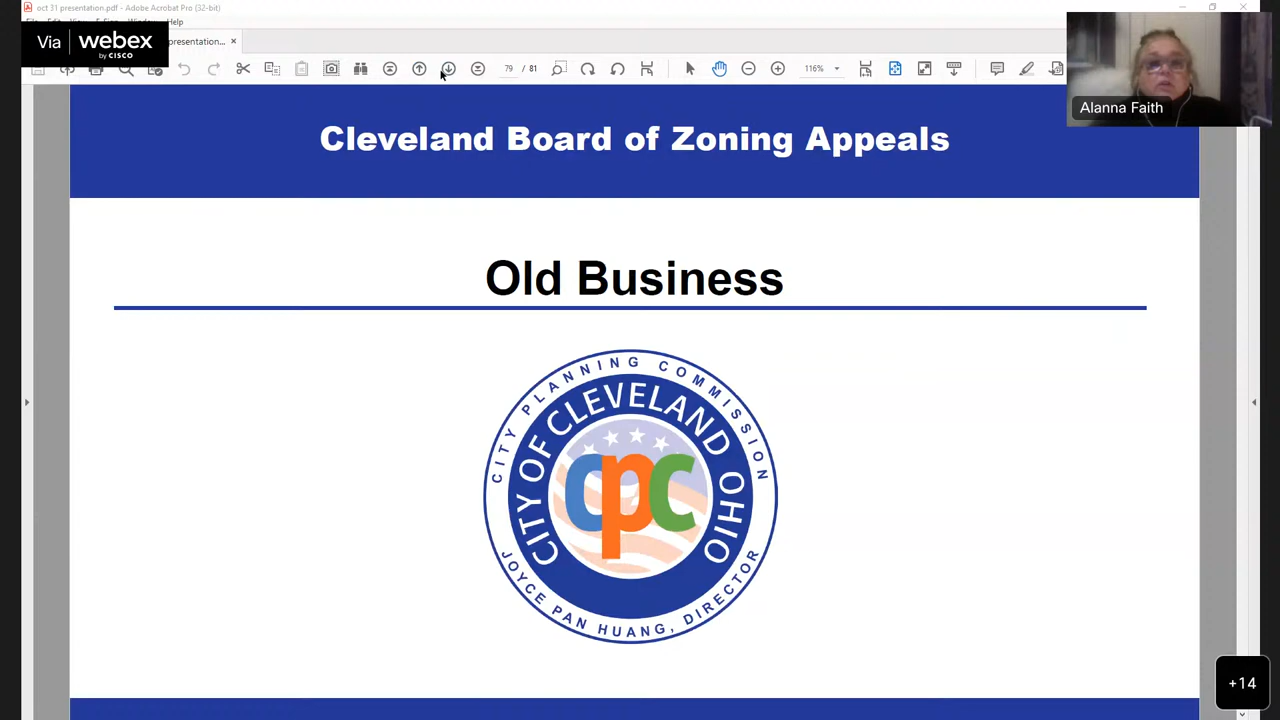 oct 31 presentation.pdf - Adobe Acrobat Pro (32-bit)
Help
Via webex
by CISCO
presentation... ×
79 / 81
116%
Alanna Faith
Cleveland Board of Zoning Appeals
Old Business
CITY PLANNING COMMISSION
CITY OF CLEVELAND OHIO
cpc
JOYCE PAN HUANG, DIRECTOR
+14